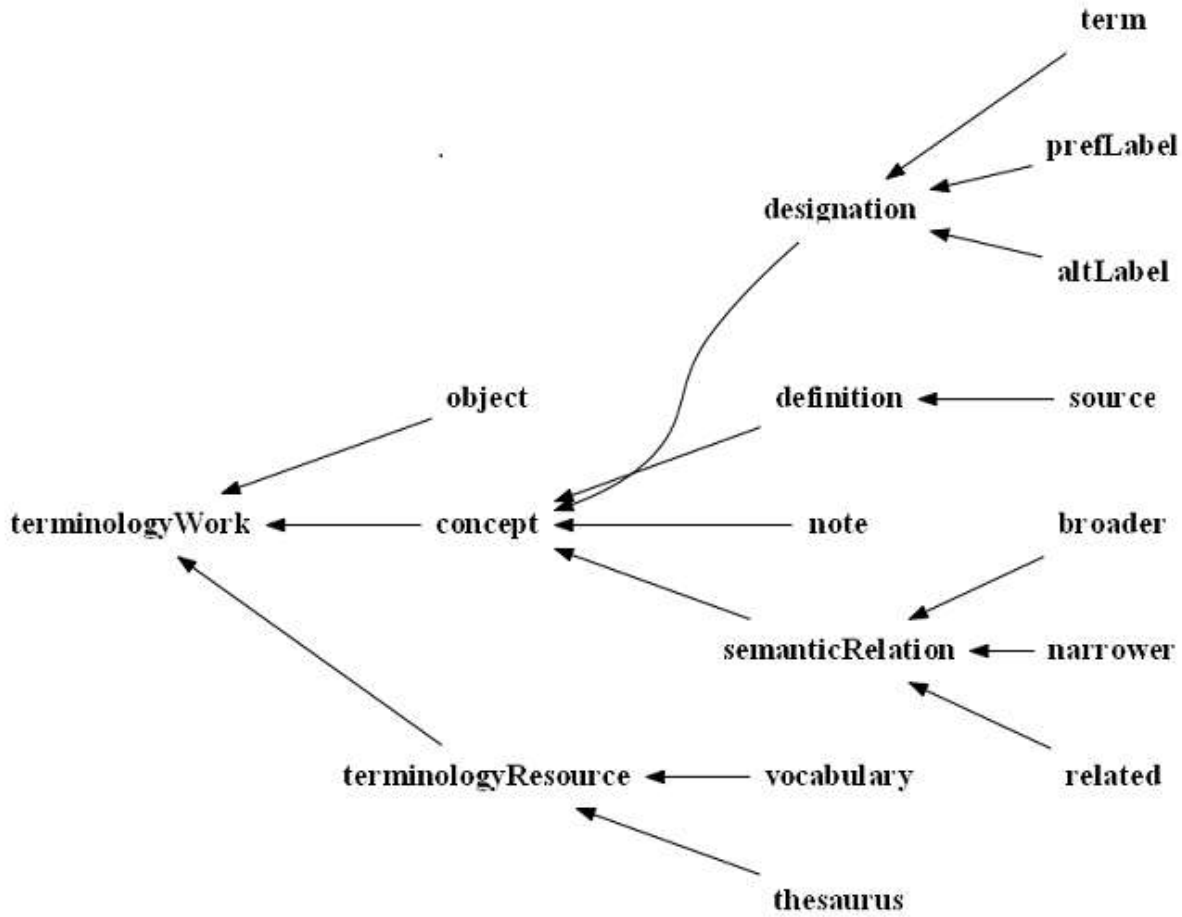 term
prefLabel
designation
altLabel
object
definition
source
terminologyWork
concept
note
broader
semanticRelation
narrower
terminologyResource
vocabulary
related
thesaurus